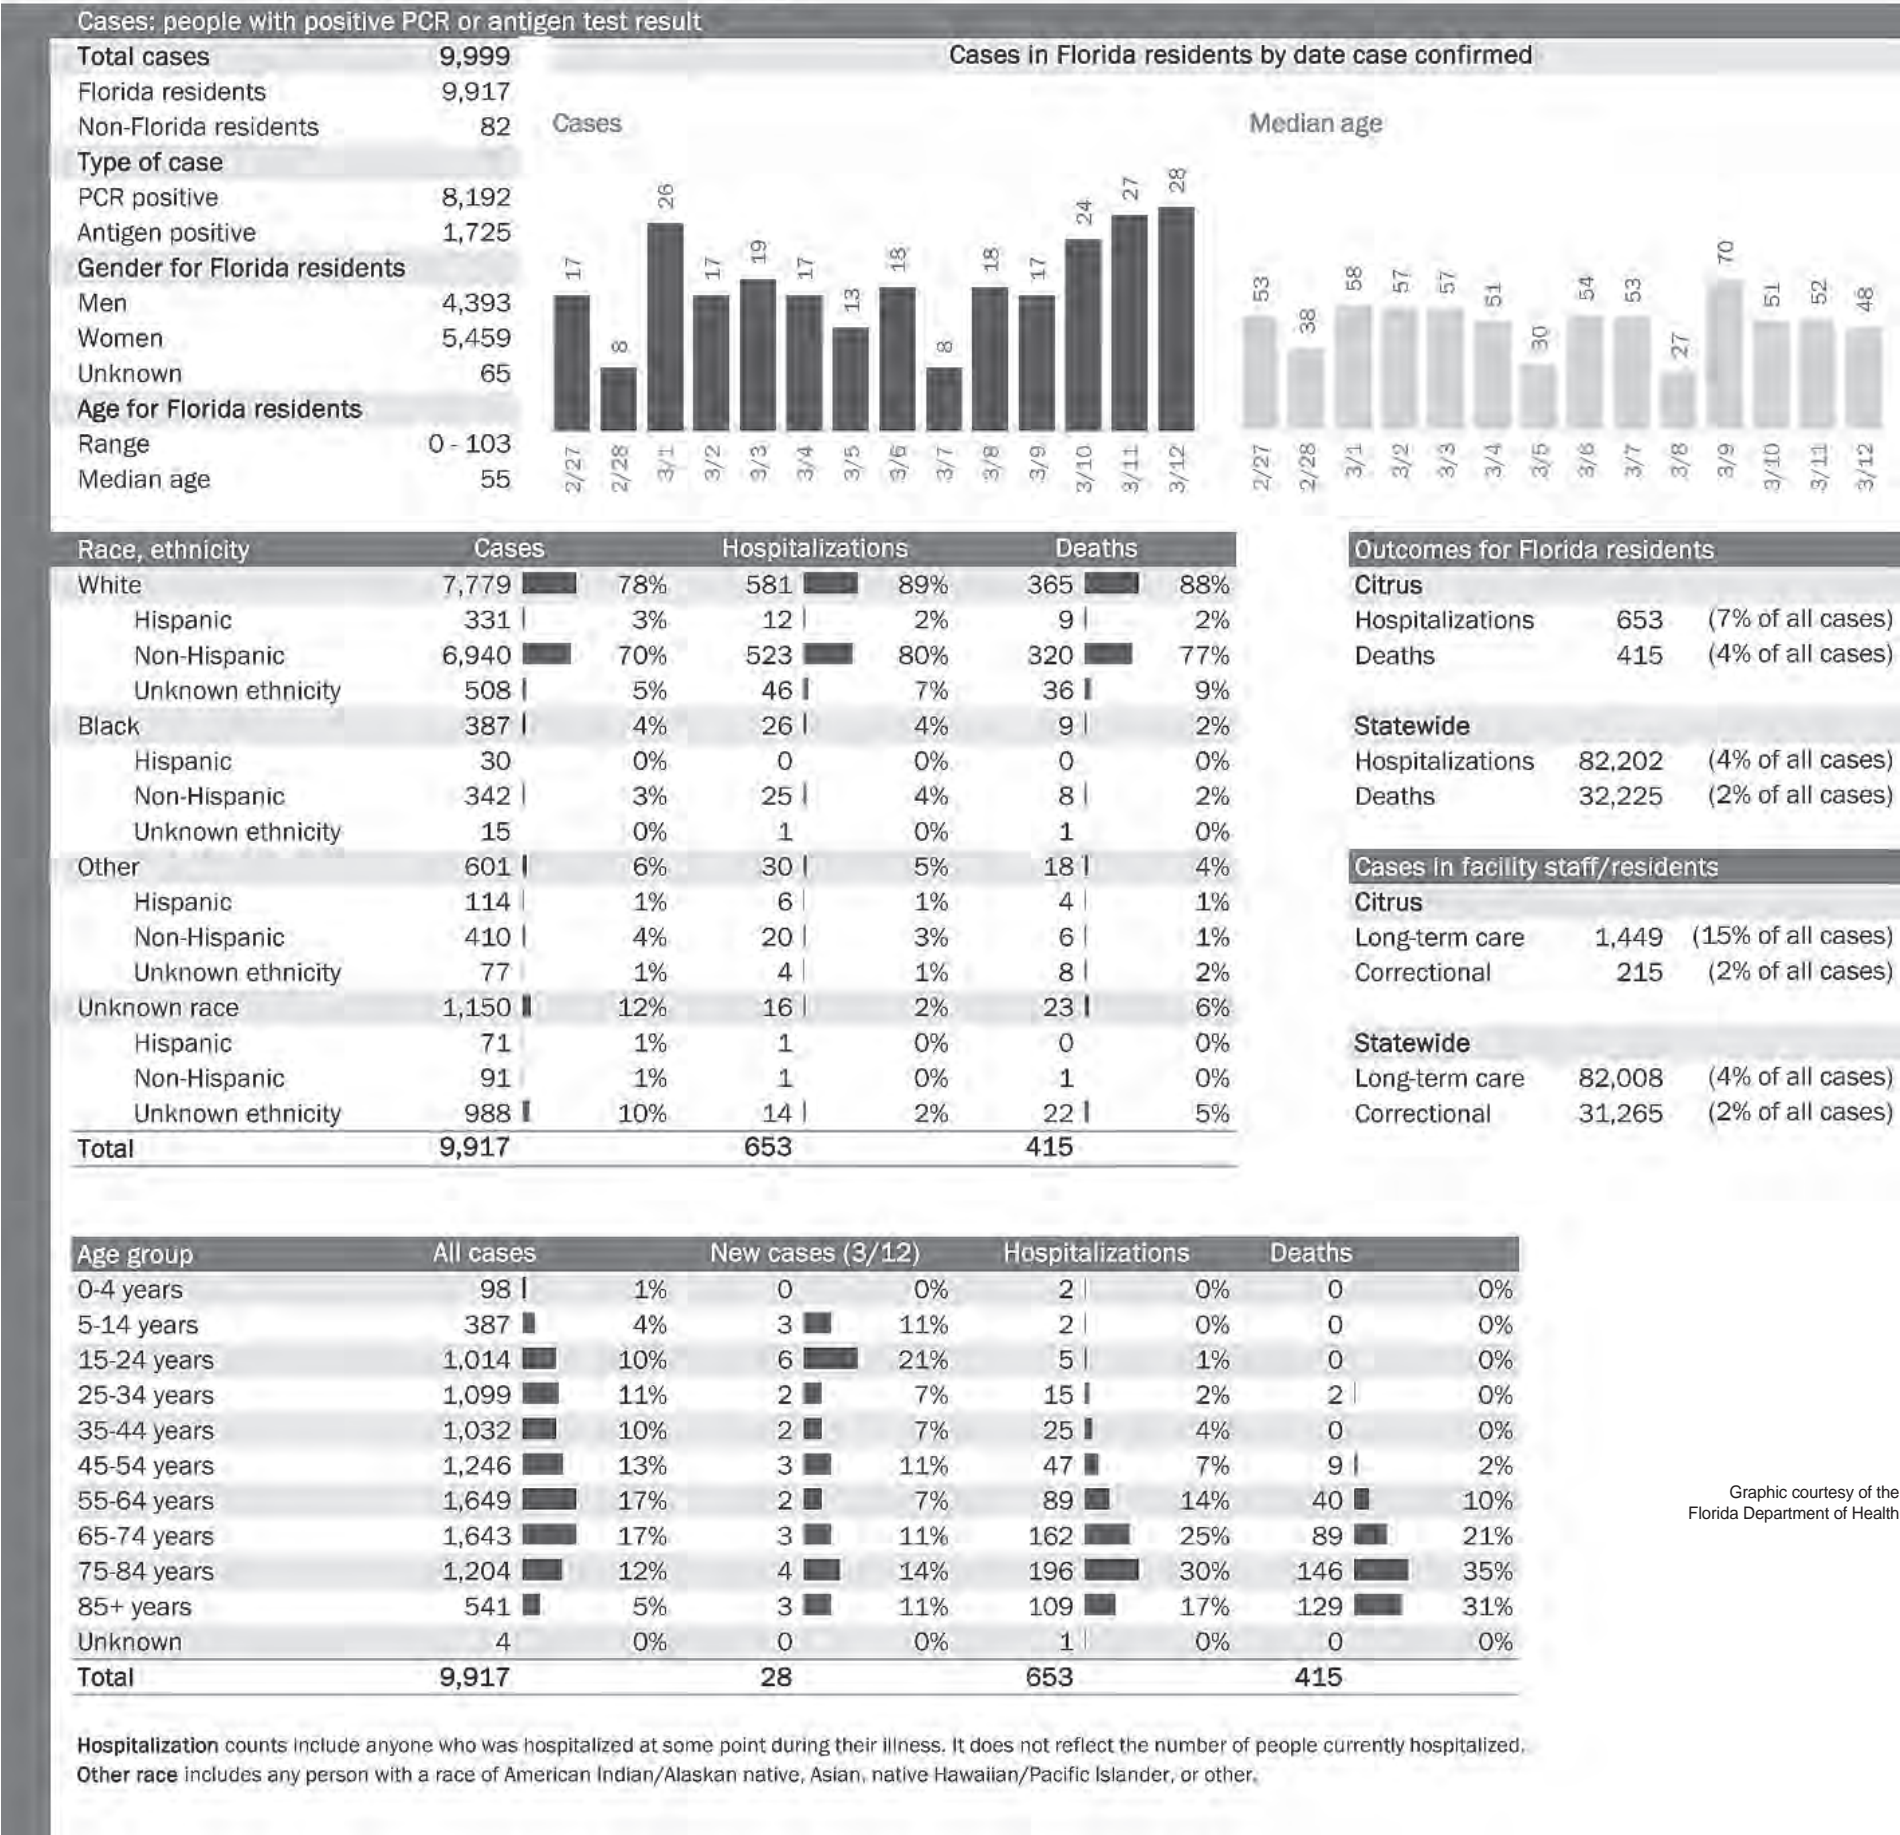 Cases: people with positive PCR or antigen test result
Total cases 9,999
Florida residents 9,917
Non-Florida residents 82
Type of case
PCR positive 8,192
Antigen positive 1,725
Gender for Florida residents
Men 4,393
Women 5,459
Unknown 65
Age for Florida residents
Range 0 - 103
Median age 55
Cases in Florida residents by date case confirmed
Cases
17 8 26 17 19 17 13 18 8 18 17 24 27 28
2/27 2/28 3/1 3/2 3/3 3/4 3/5 3/6 3/7 3/8 3/9 3/10 3/11 3/12
Median age
53 38 58 57 57 51 30 54 53 27 70 51 52 48
2/27 2/28 3/1 3/2 3/3 3/4 3/5 3/6 3/7 3/8 3/9 3/10 3/11 3/12
Race, ethnicity Cases Hospitalizations Deaths
White 7,779 78% 581 89% 365 88%
Hispanic 331 3% 12 2% 9 2%
Non-Hispanic 6,940 70% 523 80% 320 77%
Unknown ethnicity 508 5% 46 7% 36 9%
Black 387 4% 26 4% 9 2%
Hispanic 30 0% 0 0% 0 0%
Non-Hispanic 342 3% 25 4% 8 2%
Unknown ethnicity 15 0% 1 0% 1 0%
Other 601 6% 30 5% 18 4%
Hispanic 114 1% 6 1% 4 1%
Non-Hispanic 410 4% 20 3% 6 1%
Unknown ethnicity 77 1% 4 1% 8 2%
Unknown race 1,150 12% 16 2% 23 6%
Hispanic 71 1% 1 0% 0 0%
Non-Hispanic 91 1% 1 0% 1 0%
Unknown ethnicity 988 10% 14 2% 22 5%
Total 9,917 653 415
Outcomes for Florida residents
Citrus
Hospitalizations 653 (7% of all cases)
Deaths 415 (4% of all cases)
Statewide
Hospitalizations 82,202 (4% of all cases)
Deaths 32,225 (2% of all cases)
Cases in facility staff/residents
Citrus
Long-term care 1,449 (15% of all cases)
Correctional 215 (2% of all cases)
Statewide
Long-term care 82,008 (4% of all cases)
Correctional 31,265 (2% of all cases)
Age group All cases New cases (3/12) Hospitalizations Deaths
0-4 years 98 1% 0 0% 2 0% 0 0%
5-14 years 387 4% 3 11% 2 0% 0 0%
15-24 years 1,014 10% 6 21% 5 1% 0 0%
25-34 years 1,099 11% 2 7% 15 2% 2 0%
35-44 years 1,032 10% 2 7% 25 4% 0 0%
45-54 years 1,246 13% 3 11% 47 7% 9 2%
55-64 years 1,649 17% 2 7% 89 14% 40 10%
65-74 years 1,643 17% 3 11% 162 25% 89 21%
75-84 years 1,204 12% 4 14% 196 30% 146 35%
85+ years 541 5% 3 11% 109 17% 129 31%
Unknown 4 0% 0 0% 1 0% 0 0%
Total 9,917 28 653 415
Graphic courtesy of the
Florida Department of Health
Hospitalization counts include anyone who was hospitalized at some point during their illness. It does not reflect the number of people currently hospitalized.
Other race includes any person with a race of American Indian/Alaskan native, Asian, native Hawaiian/Pacific Islander, or other.